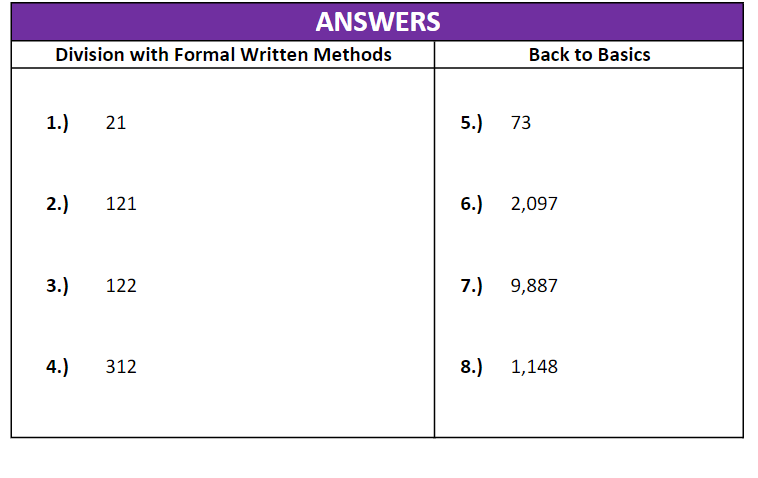 ANSWERS
Division with Formal Written Methods
Back to Basics
1.) 21
5.) 73
2.) 121
6.) 2,097
3.) 122
7.) 9,887
4.) 312
8.) 1,148